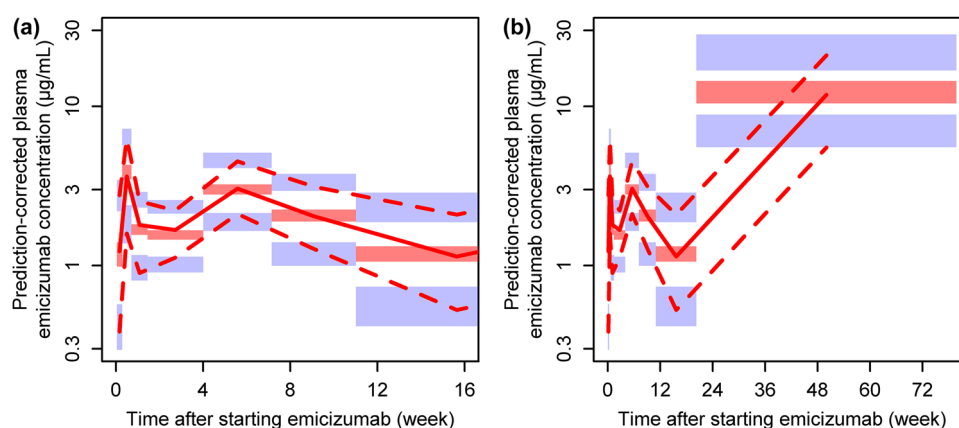 (a)
Prediction-corrected plasma
emicizumab concentration (µg/mL)
30
10
3
1
0.3
0 4 8 12 16
Time after starting emicizumab (week)
(b)
Prediction-corrected plasma
emicizumab concentration (µg/mL)
30
10
3
1
0.3
0 12 24 36 48 60 72
Time after starting emicizumab (week)